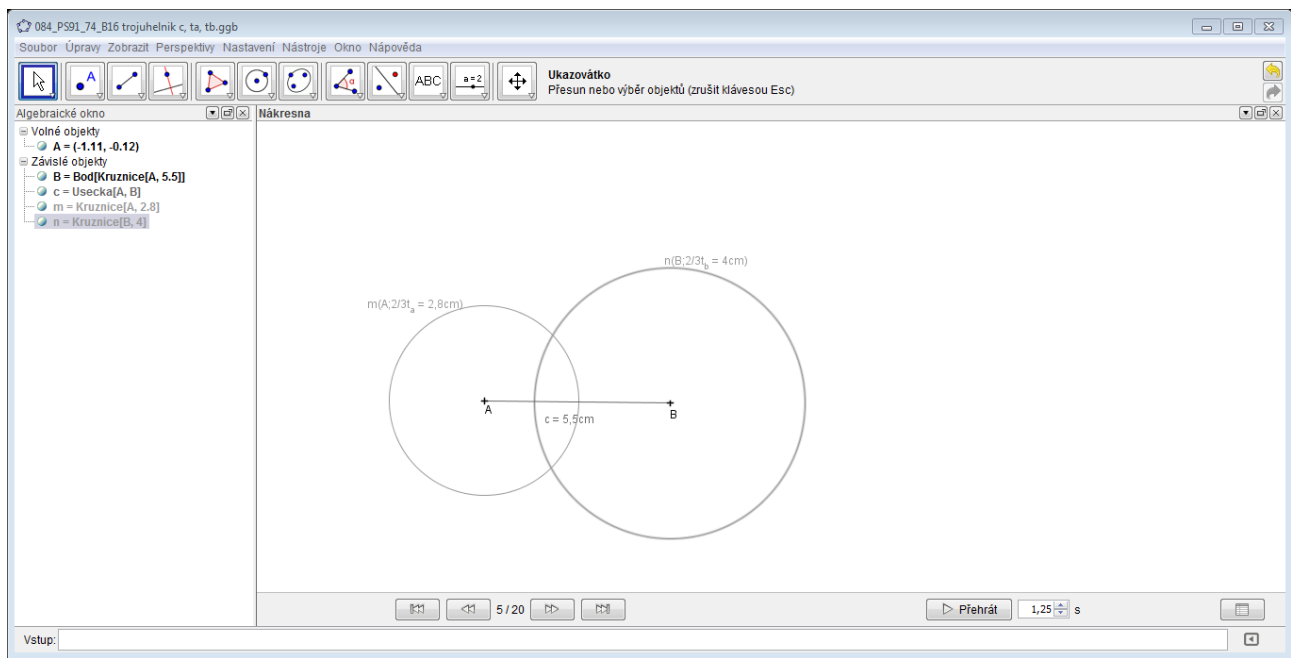 084_PS91_74_B16 trojuhelnik c, ta, tb.ggb
Soubor Úpravy Zobrazit Perspektivy Nastavení Nástroje Okno Nápověda
A
ABC
a = 2
Ukazovátko
Přesun nebo výběr objektů (zrušit klávesou Esc)
Algebraické okno
Nákresna
Volné objekty
A = (-1.11, -0.12)
Závislé objekty
B = Bod[Kruznice[A, 5.5]]
c = Usecka[A, B]
m = Kruznice[A, 2.8]
n = Kruznice[B, 4]
n(B;2/3t_b = 4cm)
m(A;2/3t_a = 2,8cm)
A
B
c = 5,5cm
5 / 20
Přehrát
1,25
s
Vstup: